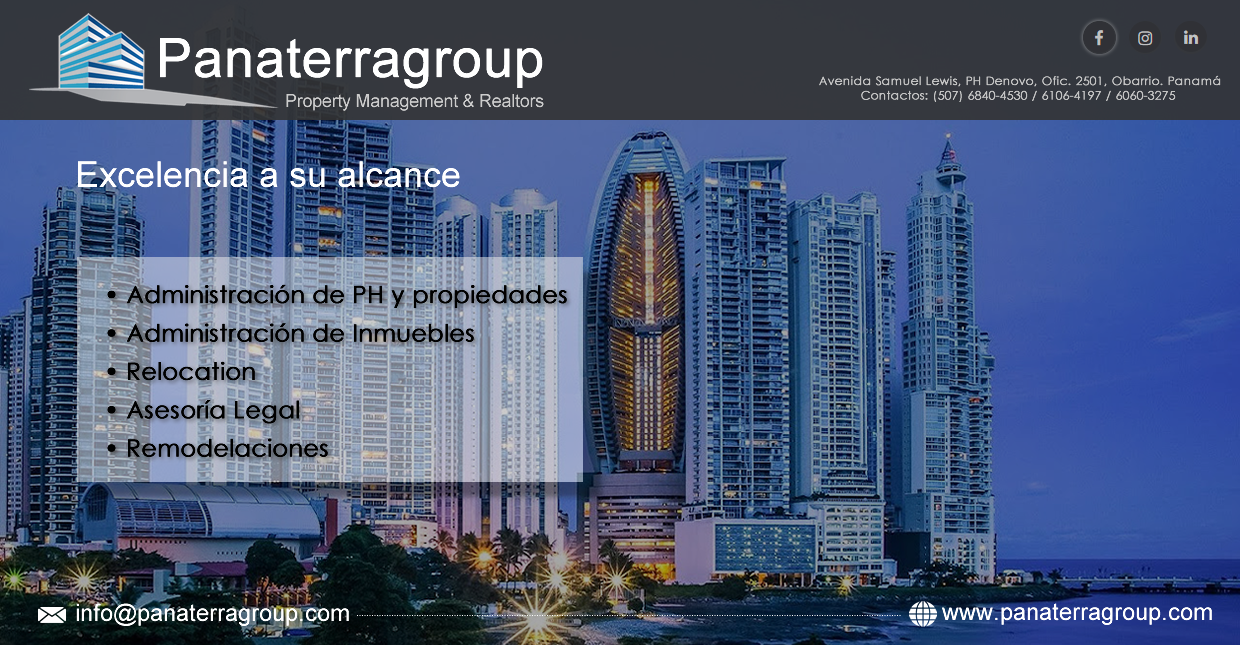 Panaterragroup
Property Management & Realtors
Avenida Samuel Lewis, PH Denovo, Ofic. 2501, Obarrio. Panamá
Contactos: (507) 6840-4530 / 6106-4197 / 6060-3275
Excelencia a su alcance
• Administración de PH y propiedades
• Administración de Inmuebles
• Relocation
• Asesoría Legal
• Remodelaciones
info@panaterragroup.com
www.panaterragroup.com